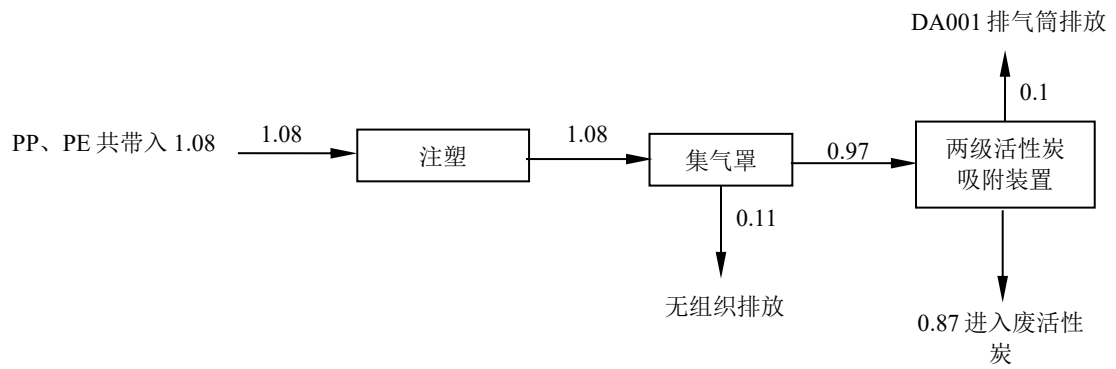 DA001 排气筒排放
0.1
PP、PE 共带入 1.08
1.08
注塑
1.08
集气罩
0.97
两级活性炭
吸附装置
0.11
无组织排放
0.87 进入废活性
炭